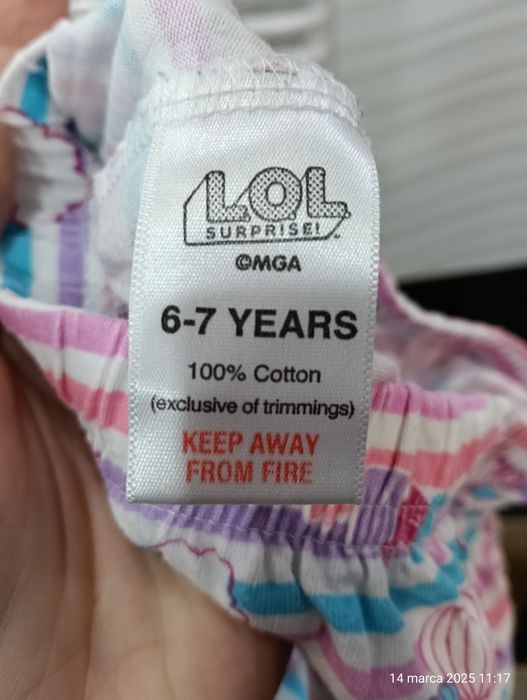 LOL
SURPRISE!
©MGA
6-7 YEARS
100% Cotton
(exclusive of trimmings)
KEEP AWAY
FROM FIRE
14 marca 2025 11:17